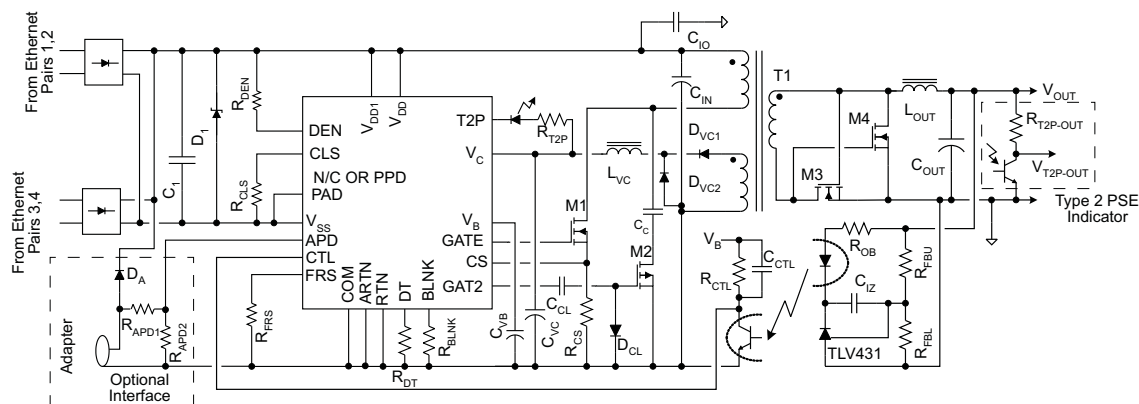 From Ethernet
Pairs 1,2
From Ethernet
Pairs 3,4
C1
D1
RDEN
RCLS
DEN
CLS
N/C OR PPD
PAD
VSS
APD
CTL
FRS
VDD1
VDD
T2P
VC
VB
GATE
CS
GAT2
COM
ARTN
RTN
DT
BLNK
DA
RAPD1
RAPD2
Adapter
Optional
Interface
RFRS
RDT
RBLNK
CVB
CVC
RT2P
LVC
DVC1
DVC2
CIO
CIN
T1
M1
M2
CC
CCL
RCS
DCL
VB
CCTL
RCTL
M3
M4
LOUT
COUT
VOUT
RT2P-OUT
VT2P-OUT
Type 2 PSE
Indicator
ROB
CIZ
RFBU
RFBL
TLV431